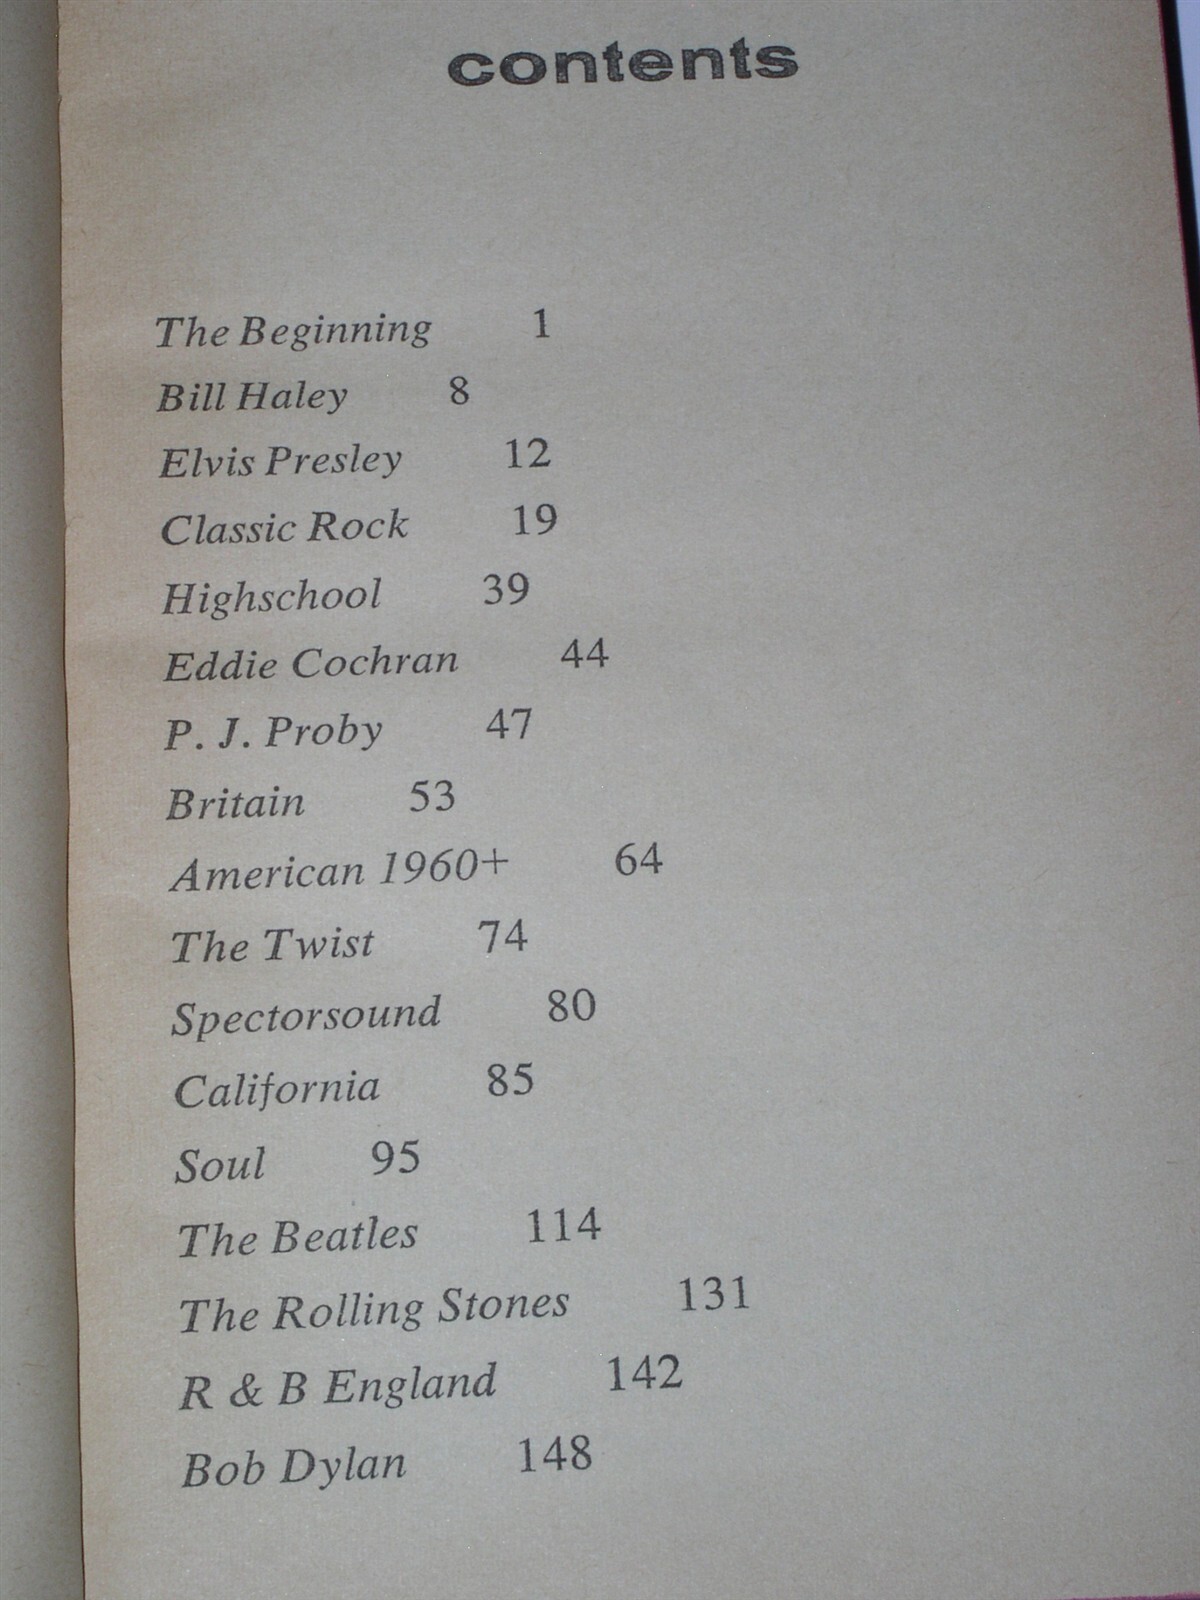 contents
The Beginning 1
Bill Haley 8
Elvis Presley 12
Classic Rock 19
Highschool 39
Eddie Cochran 44
P. J. Proby 47
Britain 53
American 1960+ 64
The Twist 74
Spectorsound 80
California 85
Soul 95
The Beatles 114
The Rolling Stones 131
R & B England 142
Bob Dylan 148